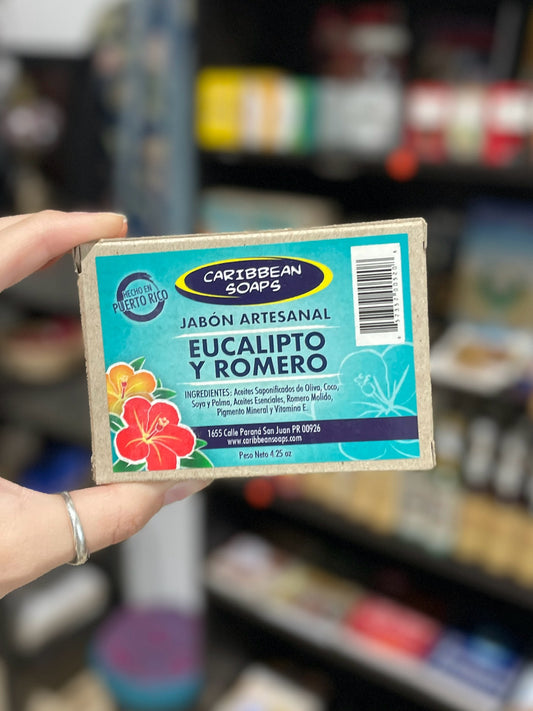 HECHO EN
PUERTO RICO
CARIBBEAN
SOAPS
JABÓN ARTESANAL
EUCALIPTO
Y ROMERO
INGREDIENTES: Aceites Saponificados de Oliva, Coco,
Soya y Palma, Aceites Esenciales, Romero Molido,
Pigmento Mineral y Vitamina E.
1655 Calle Paraná San Juan PR 00926
www.caribbeansoaps.com
Peso Neto 4.25 oz